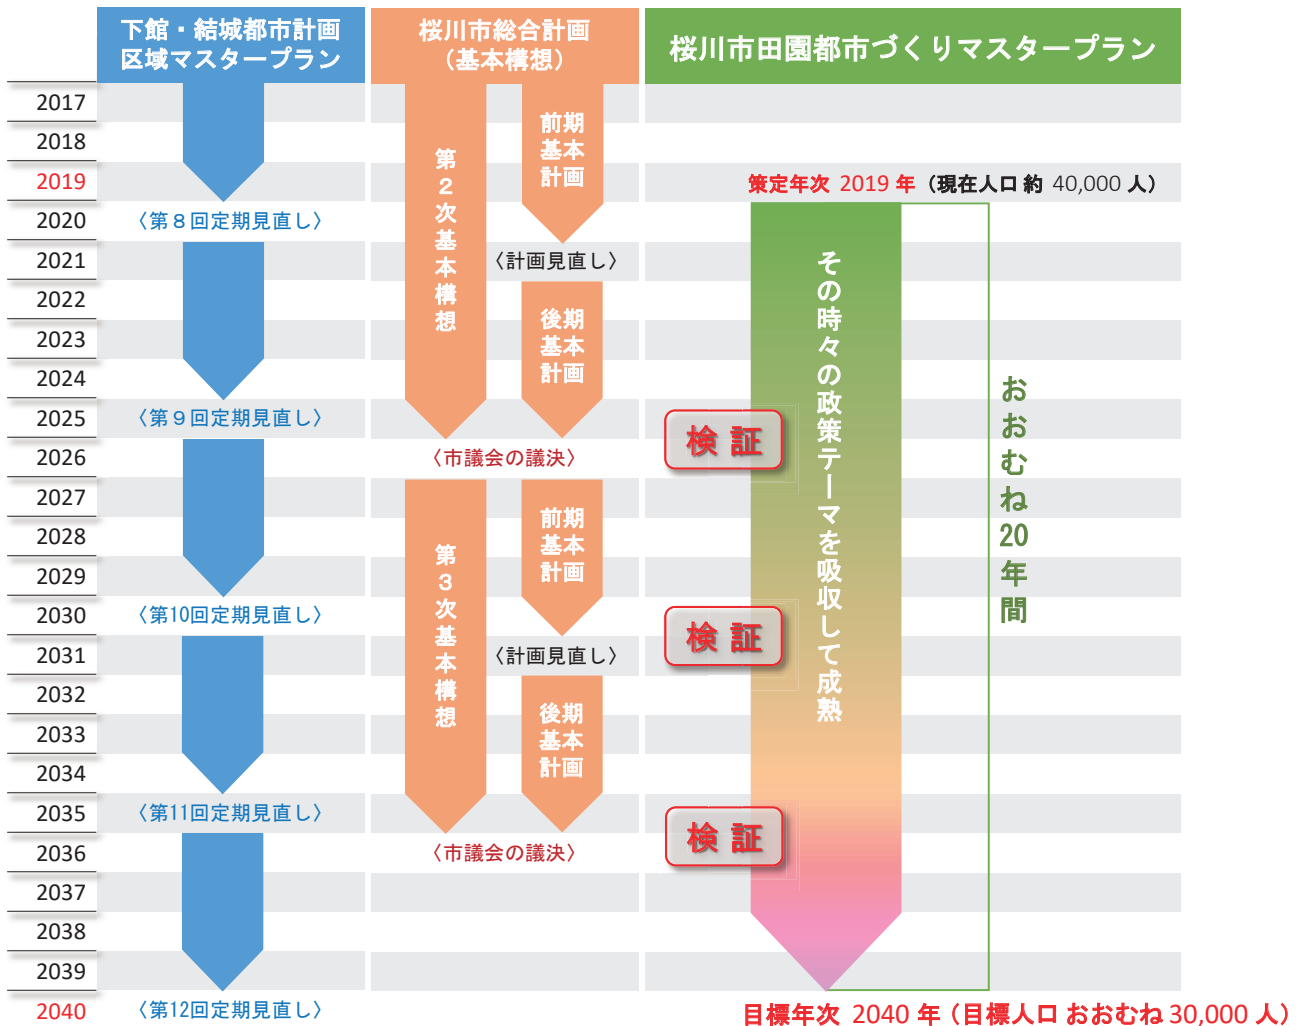 下館・結城都市計画
区域マスタープラン
桜川市総合計画
（基本構想）
桜川市田園都市づくりマスタープラン
2017
2018
2019
2020
2021
2022
2023
2024
2025
2026
2027
2028
2029
2030
2031
2032
2033
2034
2035
2036
2037
2038
2039
2040
〈第８回定期見直し〉
〈第９回定期見直し〉
〈第10回定期見直し〉
〈第11回定期見直し〉
〈第12回定期見直し〉
第２次基本構想
前期
基本
計画
〈計画見直し〉
後期
基本
計画
〈市議会の議決〉
第３次基本構想
前期
基本
計画
〈計画見直し〉
後期
基本
計画
〈市議会の議決〉
策定年次 2019 年（現在人口 約 40,000 人）
その時々の政策テーマを吸収して成熟
検 証
検 証
検 証
おおむね20年間
目標年次 2040 年（目標人口 おおむね 30,000 人）